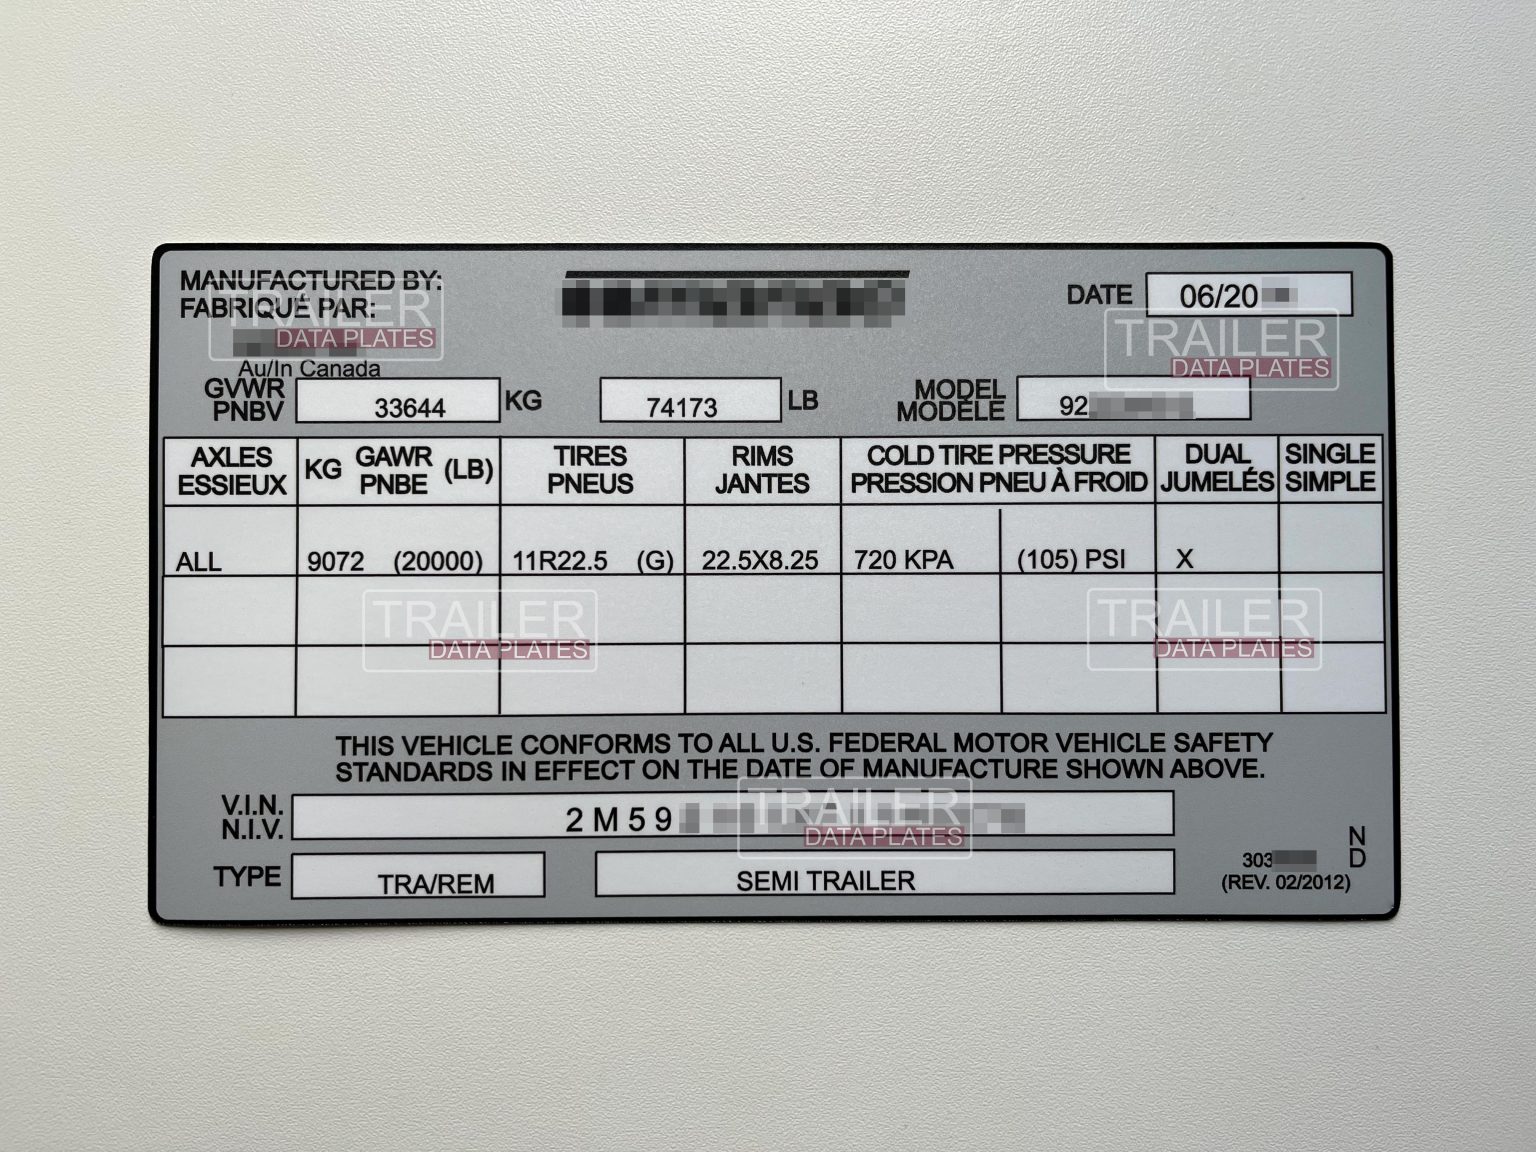 MANUFACTURED BY:
FABRIQUÉ PAR:
Au/In Canada
DATE 06/20
GVWR
PNBV 33644 KG 74173 LB
MODEL
MODÈLE 92
AXLES
ESSIEUX
KG GAWR (LB)
PNBE
TIRES
PNEUS
RIMS
JANTES
COLD TIRE PRESSURE
PRESSION PNEU À FROID
DUAL
JUMELÉS
SINGLE
SIMPLE
ALL 9072 (20000) 11R22.5 (G) 22.5X8.25 720 KPA (105) PSI X
THIS VEHICLE CONFORMS TO ALL U.S. FEDERAL MOTOR VEHICLE SAFETY
STANDARDS IN EFFECT ON THE DATE OF MANUFACTURE SHOWN ABOVE.
V.I.N.
N.I.V. 2 M 5 9
TYPE TRA/REM SEMI TRAILER
303
(REV. 02/2012)
N
D
TRAILER
DATA PLATES
TRAILER
DATA PLATES
TRAILER
DATA PLATES
TRAILER
DATA PLATES
TRAILER
DATA PLATES